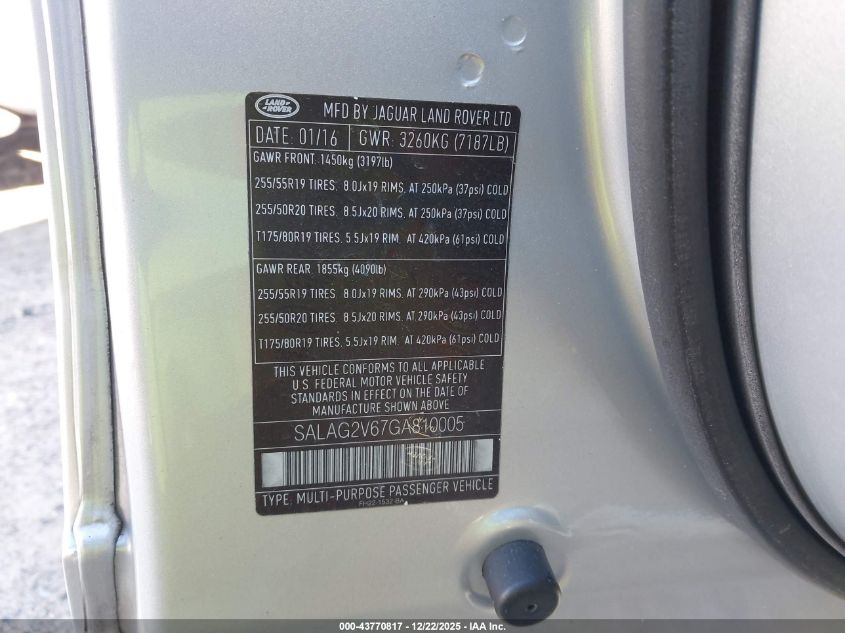 LAND ROVER
MFD BY JAGUAR LAND ROVER LTD
DATE: 01/16 GWR: 3260KG (7187LB)
GAWR FRONT: 1450kg (3197lb)
255/55R19 TIRES, 8.0Jx19 RIMS, AT 250kPa (37psi) COLD
255/50R20 TIRES, 8.5Jx20 RIMS, AT 250kPa (37psi) COLD
T175/80R19 TIRES, 5.5Jx19 RIM, AT 420kPa (61psi) COLD
GAWR REAR: 1855kg (4090lb)
255/55R19 TIRES, 8.0Jx19 RIMS, AT 290kPa (43psi) COLD
255/50R20 TIRES, 8.5Jx20 RIMS, AT 290kPa (43psi) COLD
T175/80R19 TIRES, 5.5Jx19 RIM, AT 420kPa (61psi) COLD
THIS VEHICLE CONFORMS TO ALL APPLICABLE
U.S. FEDERAL MOTOR VEHICLE SAFETY
STANDARDS IN EFFECT ON THE DATE OF
MANUFACTURE SHOWN ABOVE
SALAG2V67GA810005
TYPE: MULTI-PURPOSE PASSENGER VEHICLE
FH22-1532-BA
000-43770817 - 12/22/2025 - IAA Inc.